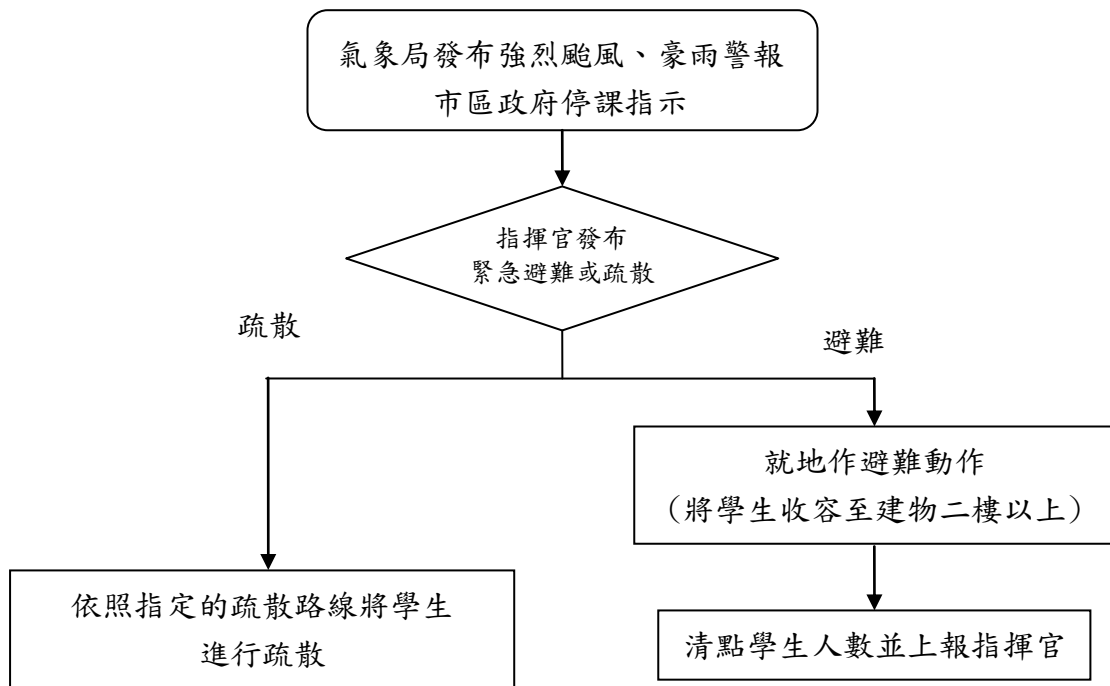 氣象局發布強烈颱風、豪雨警報
市區政府停課指示
指揮官發布
緊急避難或疏散
疏散
避難
就地作避難動作
（將學生收容至建物二樓以上）
依照指定的疏散路線將學生
進行疏散
清點學生人數並上報指揮官